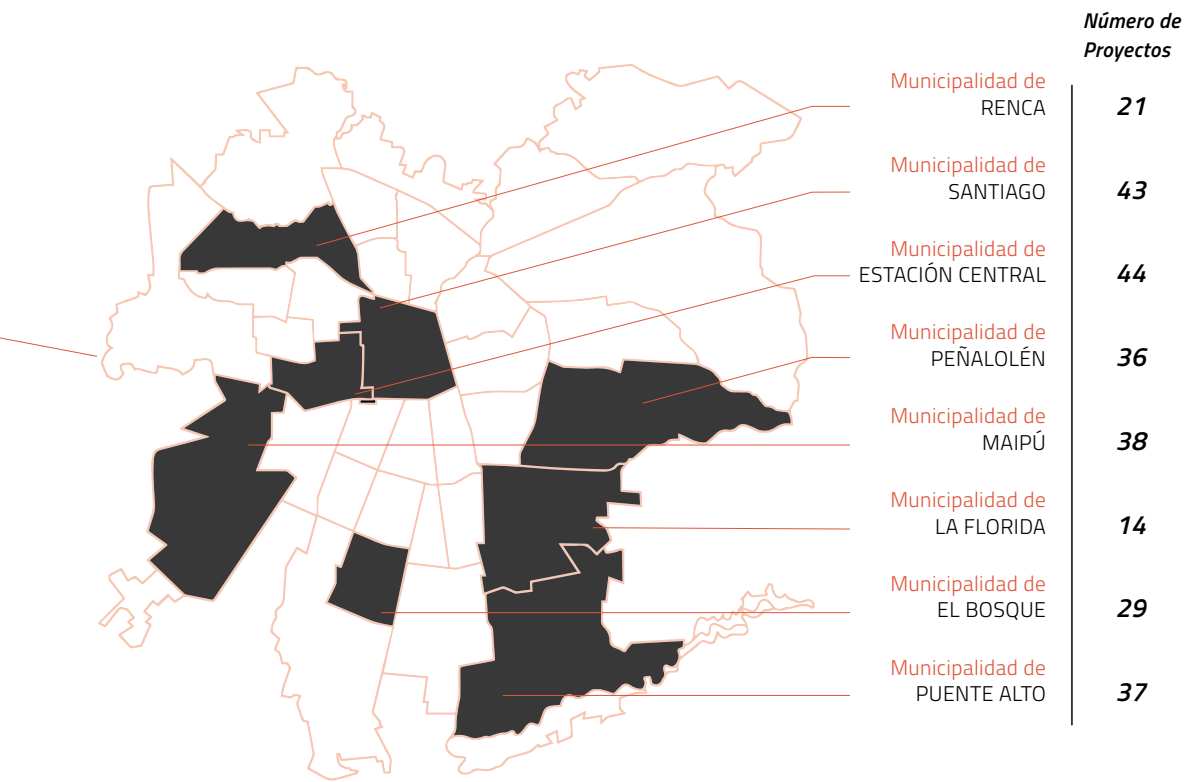 Número de
Proyectos
Municipalidad de
RENCA
21
Municipalidad de
SANTIAGO
43
Municipalidad de
ESTACIÓN CENTRAL
44
Municipalidad de
PEÑALOLÉN
36
Municipalidad de
MAIPÚ
38
Municipalidad de
LA FLORIDA
14
Municipalidad de
EL BOSQUE
29
Municipalidad de
PUENTE ALTO
37